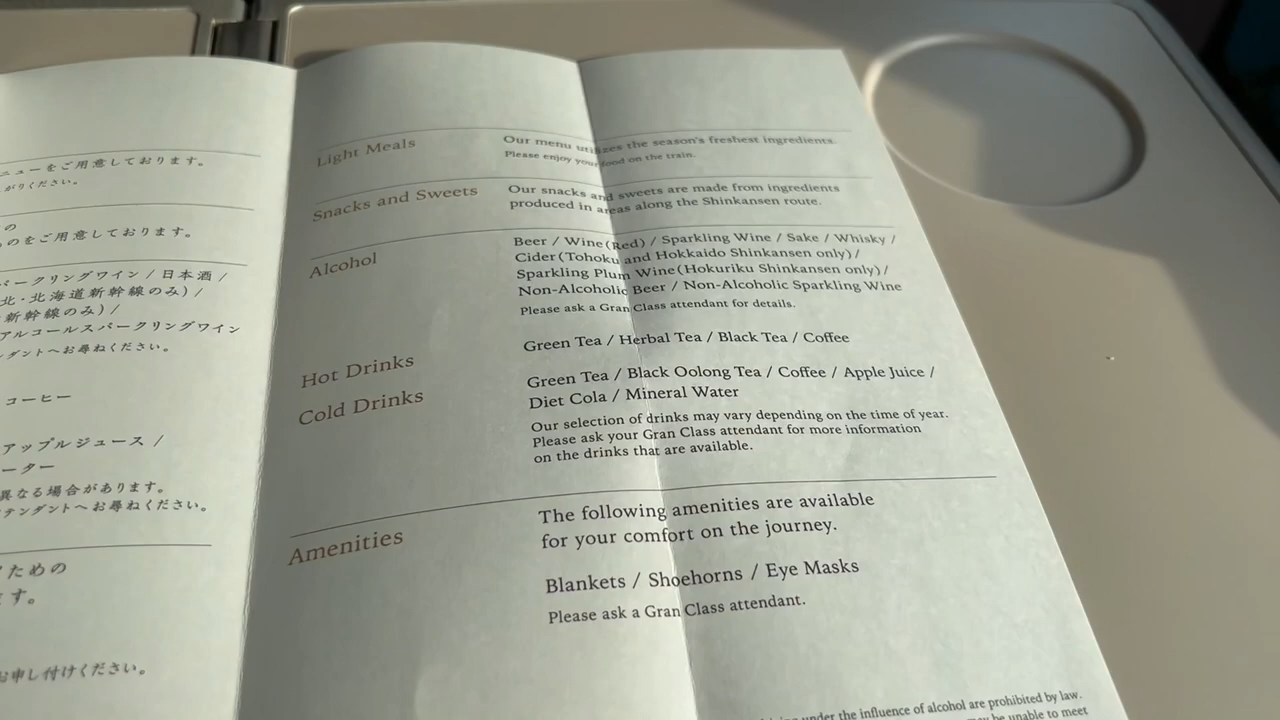 ニューをご用意しております。
がりください。
の
ものをご用意しております。
パークリングワイン / 日本酒 /
北・北海道新幹線のみ) /
新幹線のみ) /
アルコールスパークリングワイン
ンダントへお尋ねください。
コーヒー
アップルジュース /
ーター
異なる場合があります。
テンダントへお尋ねください。
ための
ます。
お申し付けください。
Light Meals
Our menu utilizes the season's freshest ingredients.
Please enjoy your food on the train.
Snacks and Sweets
Our snacks and sweets are made from ingredients
produced in areas along the Shinkansen route.
Alcohol
Beer / Wine(Red) / Sparkling Wine / Sake / Whisky /
Cider(Tohoku and Hokkaido Shinkansen only) /
Sparkling Plum Wine(Hokuriku Shinkansen only) /
Non-Alcoholic Beer / Non-Alcoholic Sparkling Wine
Please ask a Gran Class attendant for details.
Hot Drinks
Green Tea / Herbal Tea / Black Tea / Coffee
Cold Drinks
Green Tea / Black Oolong Tea / Coffee / Apple Juice /
Diet Cola / Mineral Water
Our selection of drinks may vary depending on the time of year.
Please ask your Gran Class attendant for more information
on the drinks that are available.
Amenities
The following amenities are available
for your comfort on the journey.
Blankets / Shoehorns / Eye Masks
Please ask a Gran Class attendant.
under the influence of alcohol are prohibited by law.
may be unable to meet